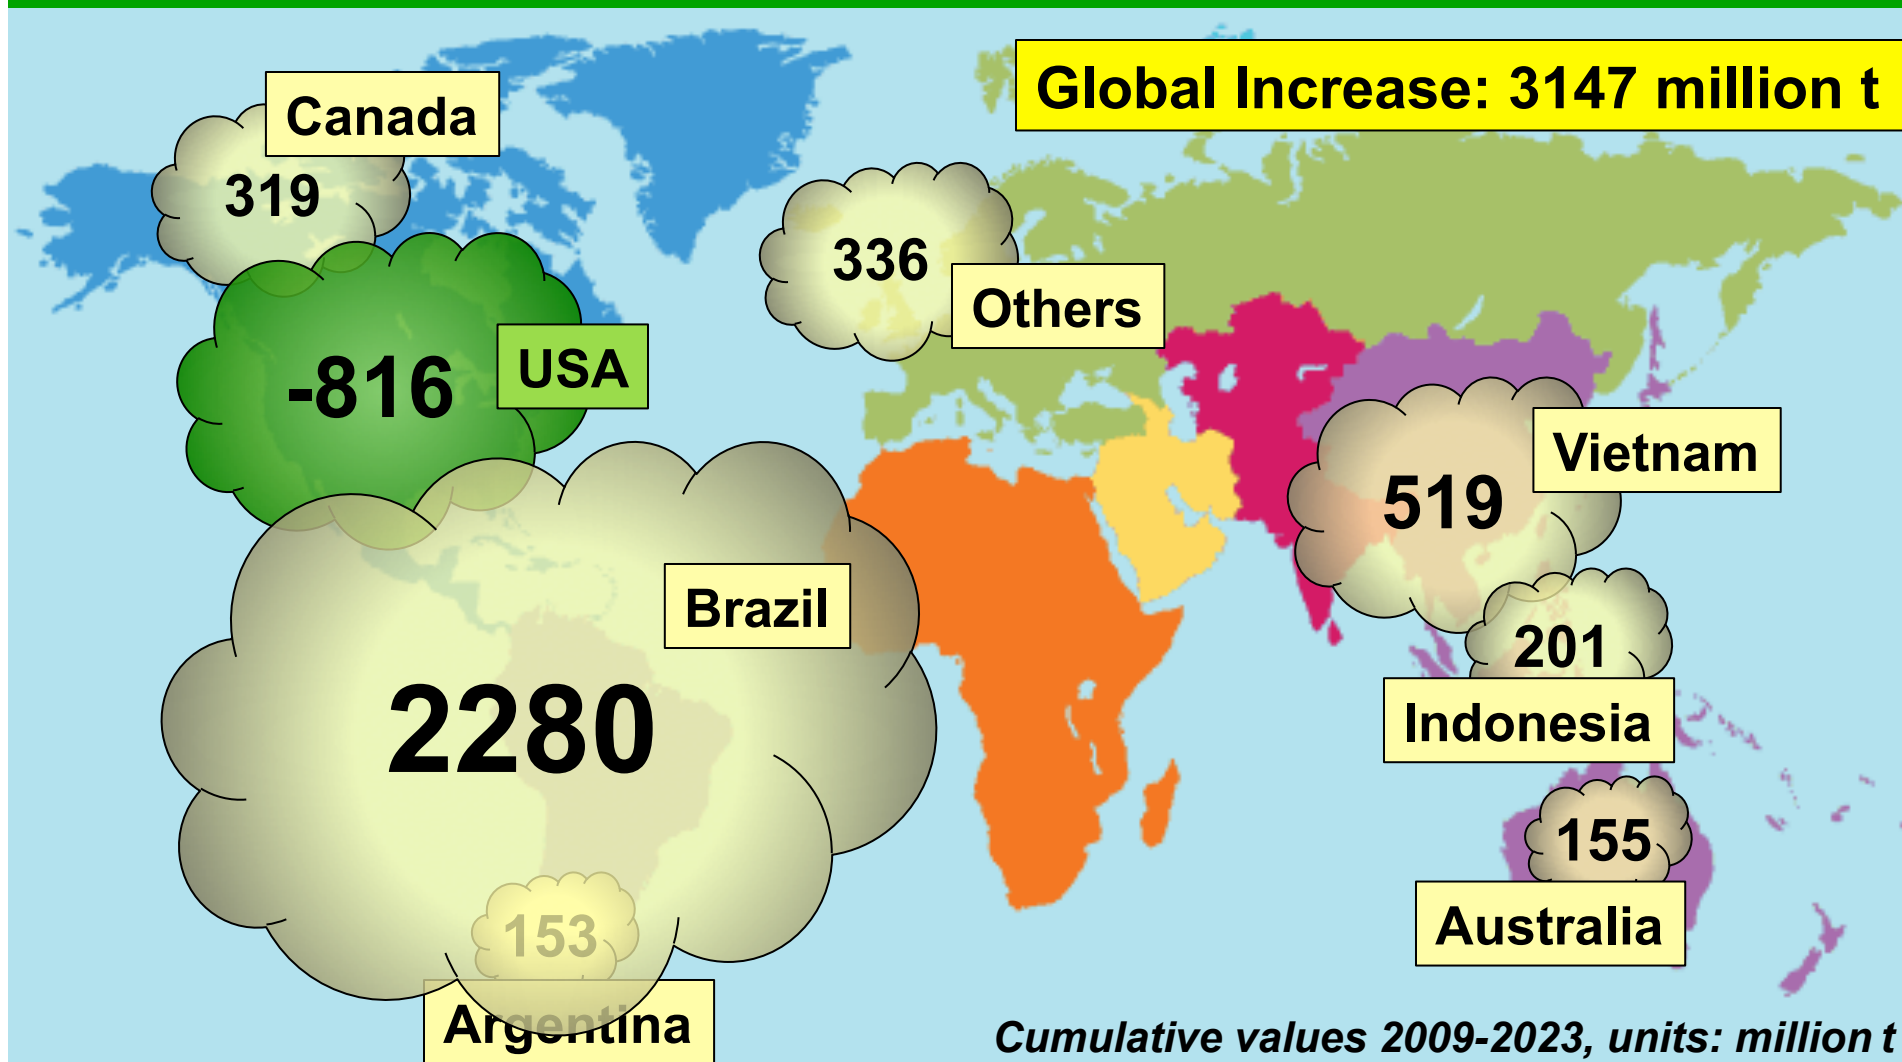 Global Increase: 3147 million t
Canada
319
336
Others
-816
USA
Vietnam
519
Brazil
2280
201
Indonesia
155
Australia
153
Argentina
Cumulative values 2009-2023, units: million t